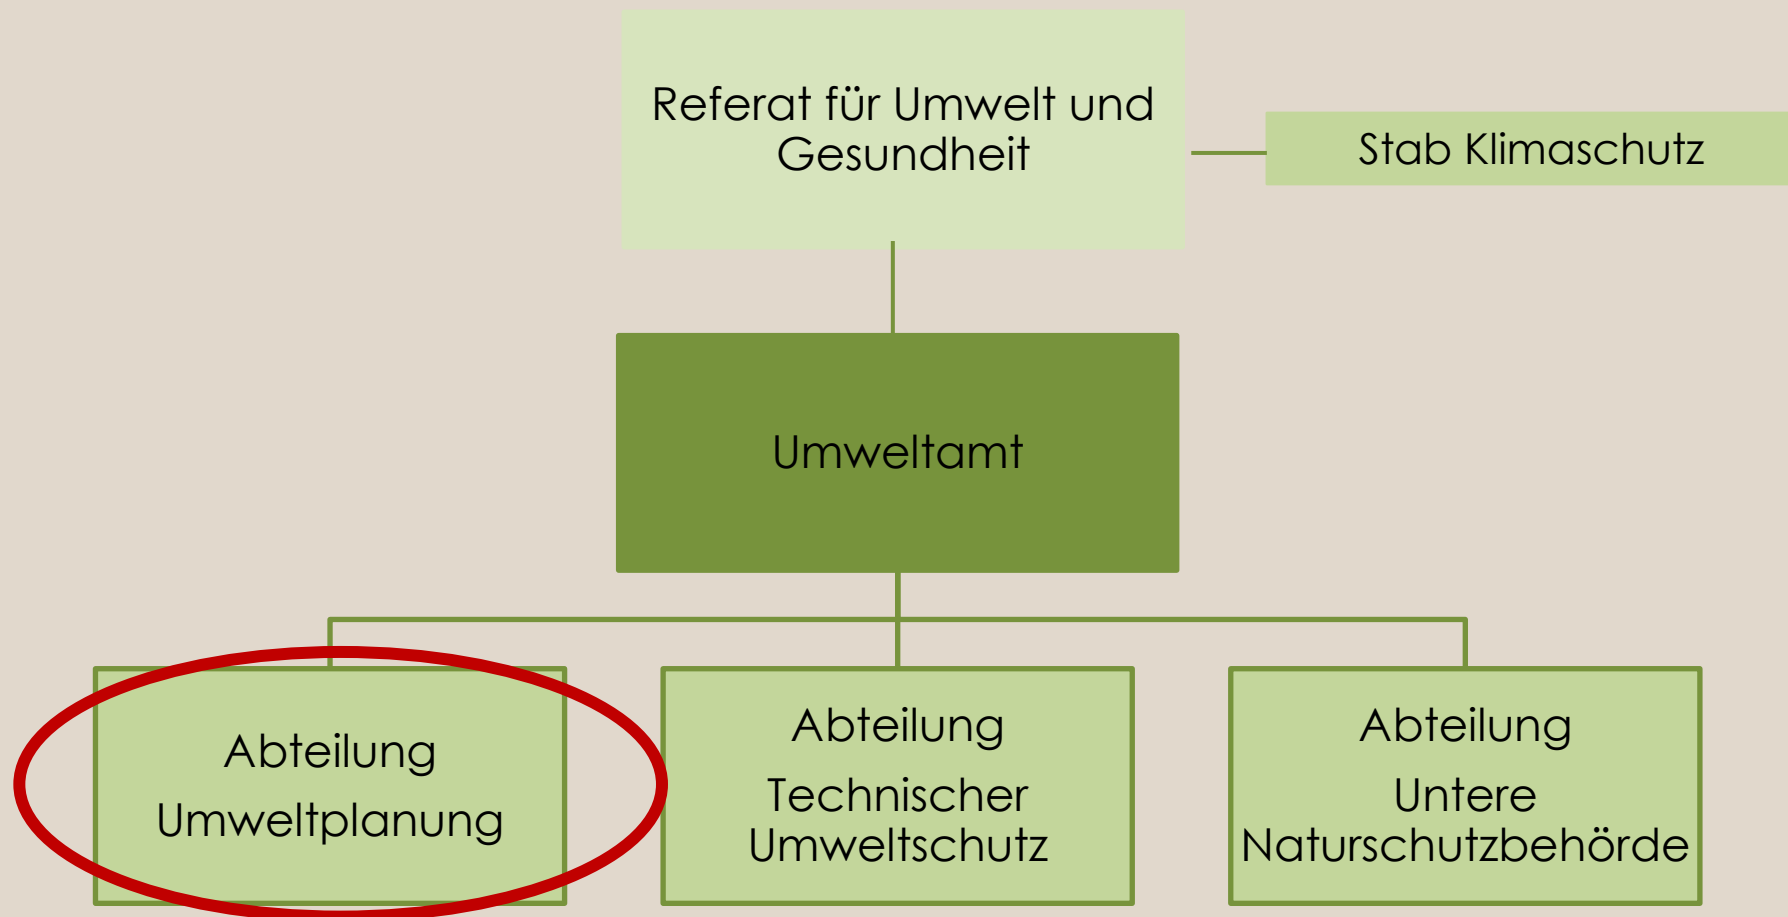 Referat für Umwelt und
Gesundheit
Stab Klimaschutz
Umweltamt
Abteilung
Umweltplanung
Abteilung
Technischer
Umweltschutz
Abteilung
Untere
Naturschutzbehörde